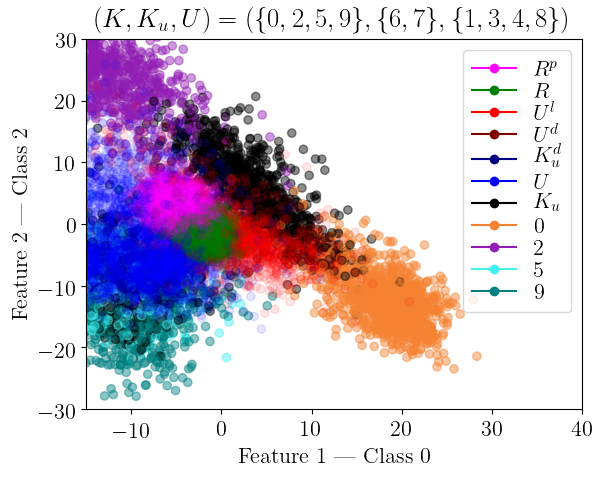 (K, K_u, U) = ({0, 2, 5, 9}, {6, 7}, {1, 3, 4, 8})
30
20
10
0
−10
−20
−30
Feature 2 — Class 2
R^p
R
U^l
U^d
K_u^d
U
K_u
0
2
5
9
−10
0
10
20
30
40
Feature 1 — Class 0